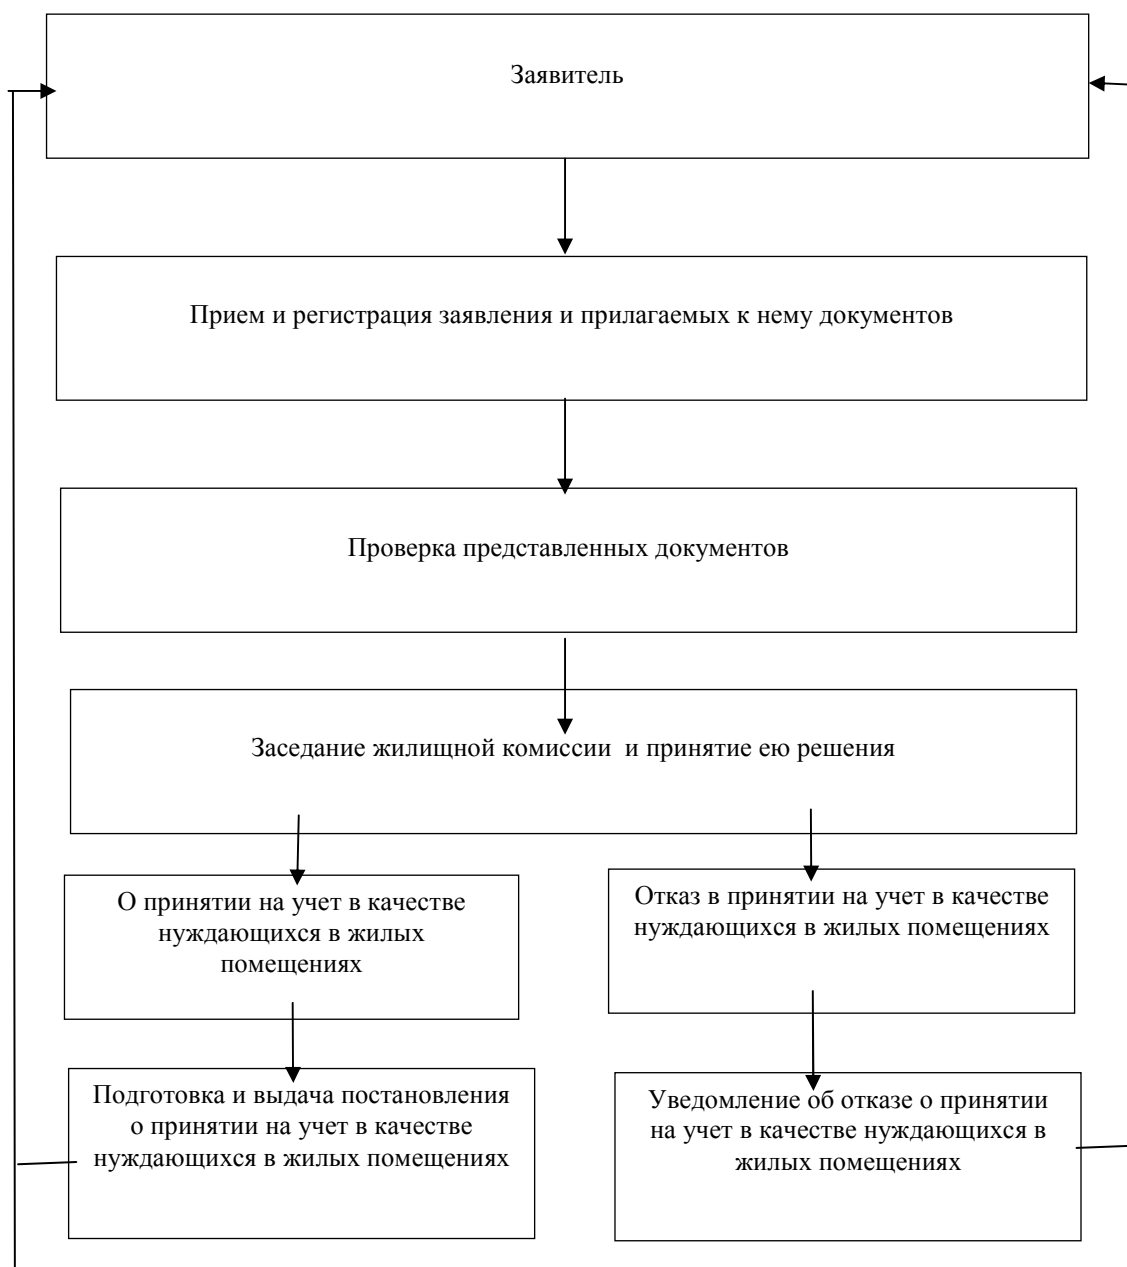 Заявитель
Прием и регистрация заявления и прилагаемых к нему документов
Проверка представленных документов
Заседание жилищной комиссии  и принятие ею решения
О принятии на учет в качестве
нуждающихся в жилых
помещениях
Отказ в принятии на учет в качестве
нуждающихся в жилых помещениях
Подготовка и выдача постановления
о принятии на учет в качестве
нуждающихся в жилых помещениях
Уведомление об отказе о принятии
на учет в качестве нуждающихся в
жилых помещениях